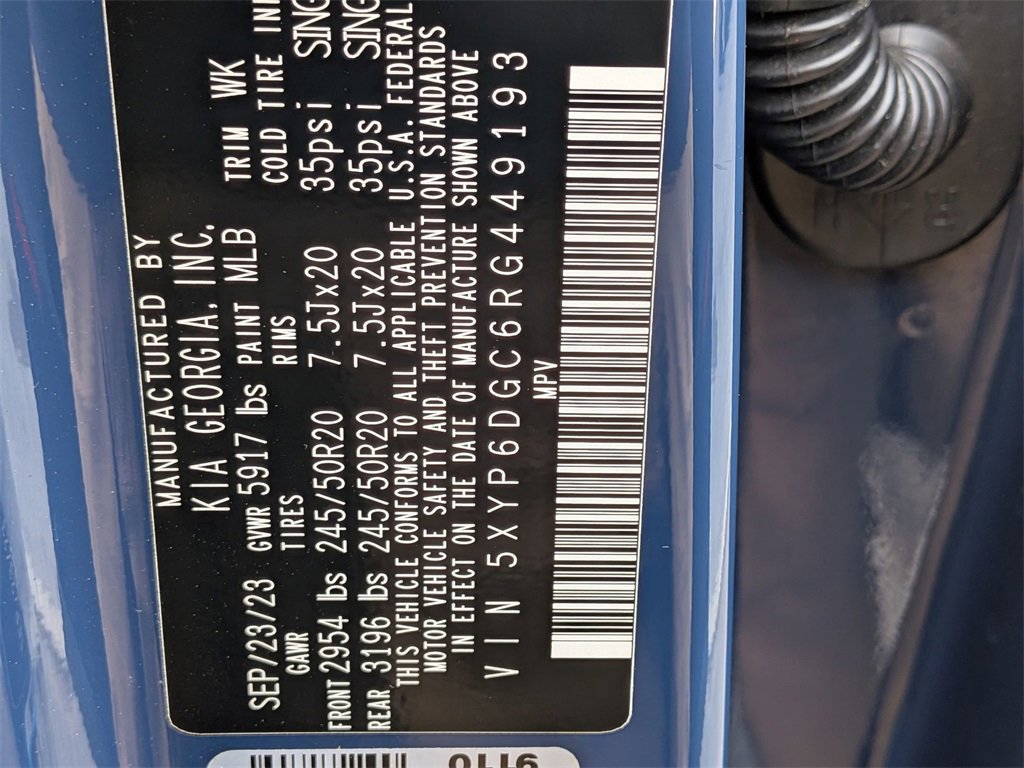 MANUFACTURED BY
KIA GEORGIA, INC.
SEP/23/23 GVWR 5917 lbs PAINT MLB TRIM WK
GAWR TIRES RIMS COLD TIRE
FRONT 2954 lbs 245/50R20 7.5Jx20 35psi
REAR 3196 lbs 245/50R20 7.5Jx20 35psi
THIS VEHICLE CONFORMS TO ALL APPLICABLE U.S.A. FEDERAL
MOTOR VEHICLE SAFETY AND THEFT PREVENTION STANDARDS
IN EFFECT ON THE DATE OF MANUFACTURE SHOWN ABOVE
VIN 5XYP6DGC6RG449193
MPV